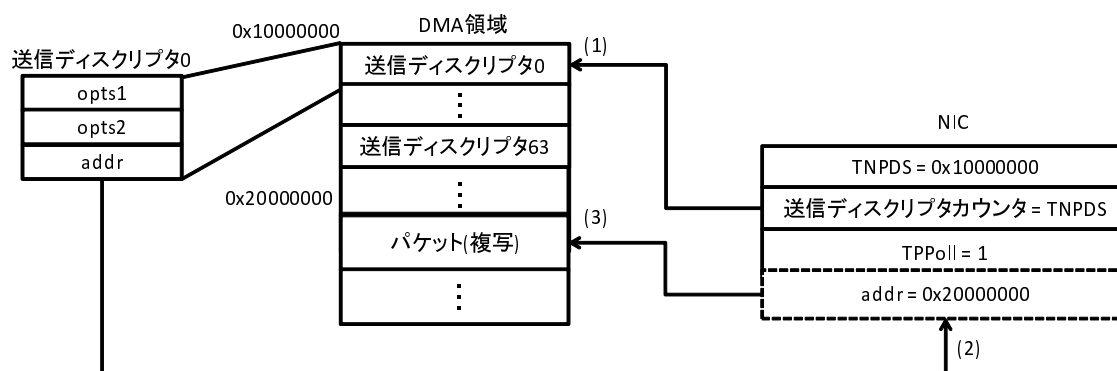 DMA領域
0x10000000
(1)
送信ディスクリプタ0
opts1
opts2
addr
送信ディスクリプタ0
⋮
送信ディスクリプタ63
⋮
0x20000000
パケット(複写)
⋮
(3)
NIC
TNPDS = 0x10000000
送信ディスクリプタカウンタ = TNPDS
TPPoll = 1
addr = 0x20000000
(2)